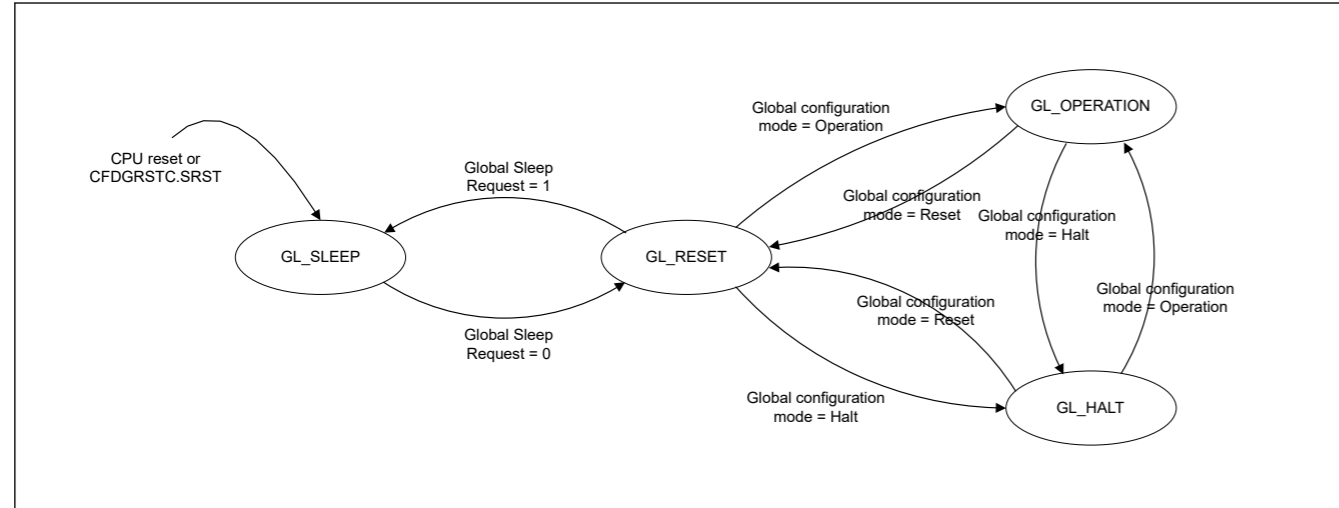 GL_OPERATION
Global configuration
mode = Operation
CPU reset or
CFDGRSTC.SRST
Global Sleep
Request = 1
Global configuration
mode = Reset
Global configuration
mode = Halt
GL_SLEEP
GL_RESET
Global configuration
mode = Reset
Global configuration
mode = Operation
Global Sleep
Request = 0
Global configuration
mode = Halt
GL_HALT